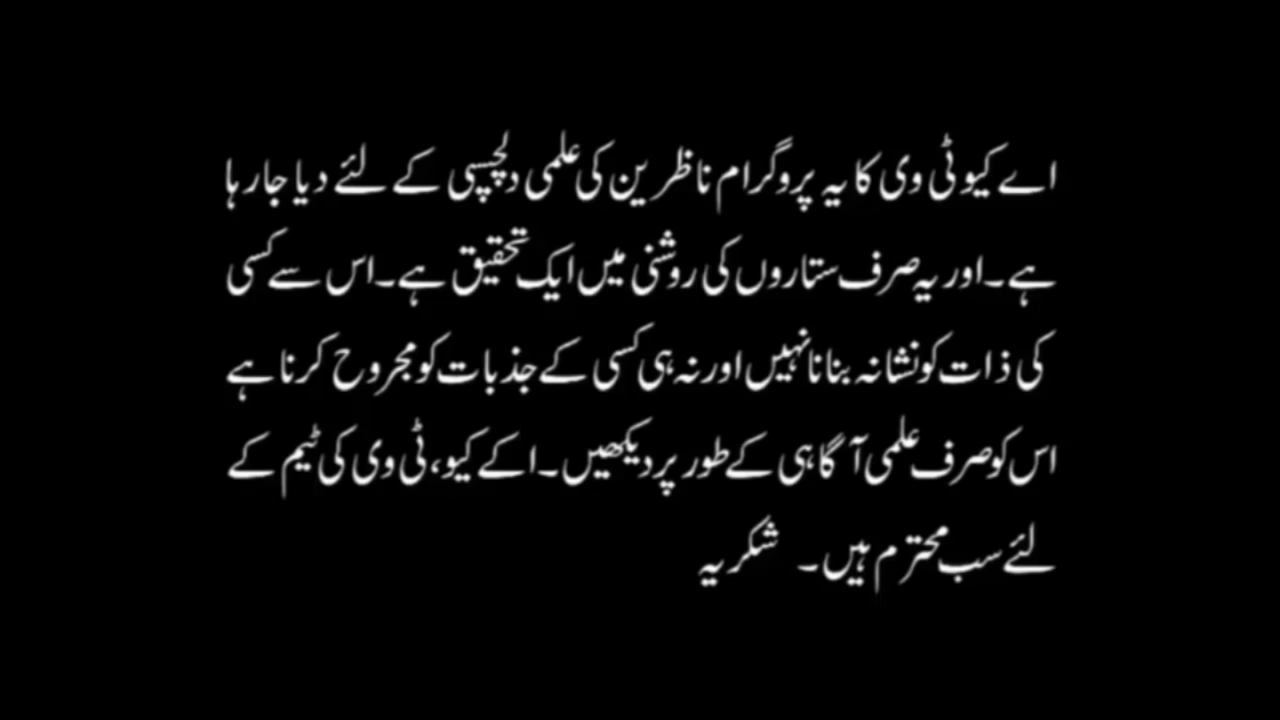 اے کیو ٹی وی کا یہ پروگرام ناظرین کی علمی دلچسپی کے لئے دیا جا رہا
ہے۔ اور یہ صرف ستاروں کی روشنی میں ایک تحقیق ہے۔ اس سے کسی
کی ذات کو نشانہ بنانا نہیں اور نہ ہی کسی کے جذبات کو مجروح کرنا ہے
اس کو صرف علمی آگاہی کے طور پر دیکھیں۔ اکے کیو، ٹی وی کی ٹیم کے
لئے سب محترم ہیں۔ شکریہ